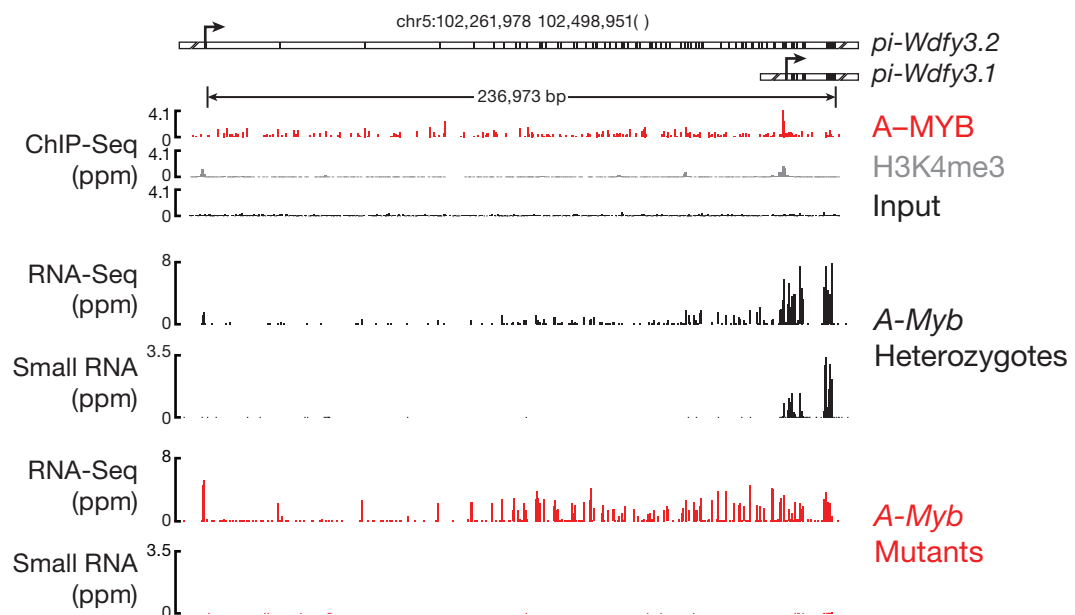 chr5:102,261,978 102,498,951( )
pi-Wdfy3.2
pi-Wdfy3.1
236,973 bp
ChIP-Seq
(ppm)
4.1
0
A–MYB
4.1
0
H3K4me3
4.1
0
Input
RNA-Seq
(ppm)
8
0
Small RNA
(ppm)
3.5
0
A-Myb
Heterozygotes
RNA-Seq
(ppm)
8
0
Small RNA
(ppm)
3.5
0
A-Myb
Mutants